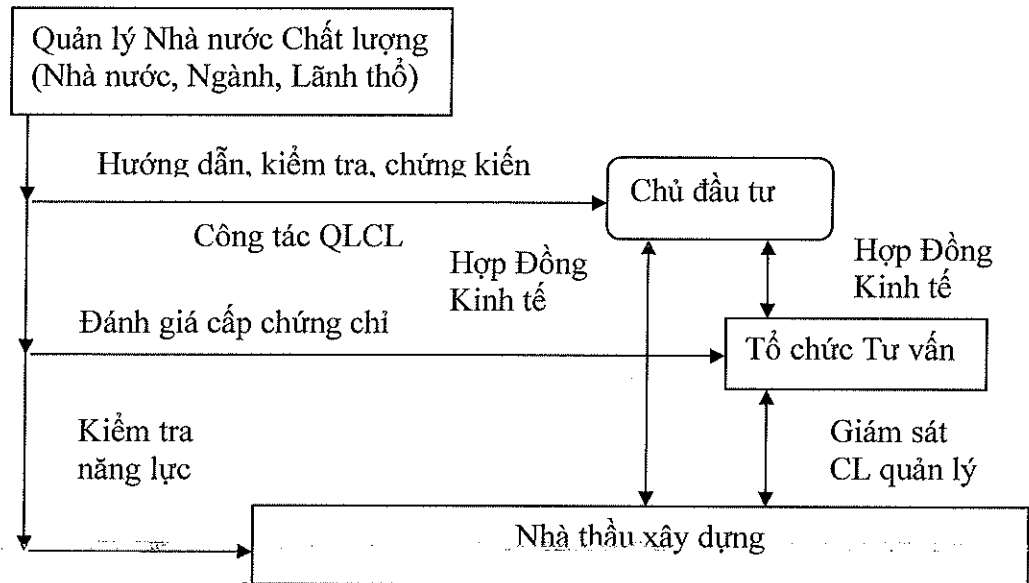 Quản lý Nhà nước Chất lượng
(Nhà nước, Ngành, Lãnh thổ)
Hướng dẫn, kiểm tra, chứng kiến
Chủ đầu tư
Công tác QLCL
Hợp Đồng
Kinh tế
Hợp Đồng
Kinh tế
Đánh giá cấp chứng chỉ
Tổ chức Tư vấn
Kiểm tra
năng lực
Giám sát
CL quản lý
Nhà thầu xây dựng